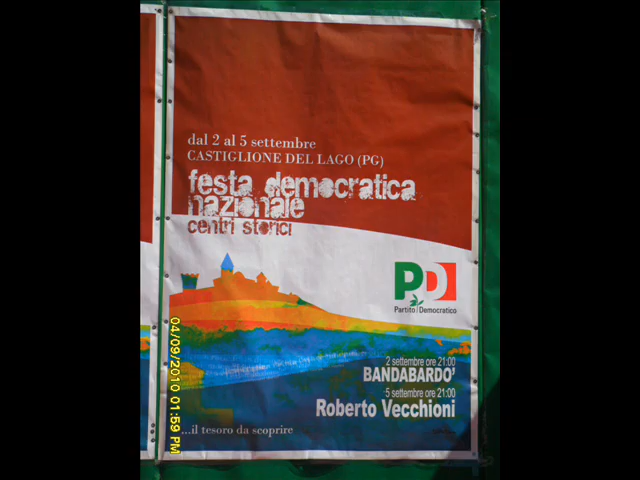 dal 2 al 5 settembre
CASTIGLIONE DEL LAGO (PG)
festa democratica
nazionale
centri storici
PD
Partito Democratico
2 settembre ore 21:00
BANDABARDO'
5 settembre ore 21:00
Roberto Vecchioni
...il tesoro da scoprire
04/09/2010 01:59 PM